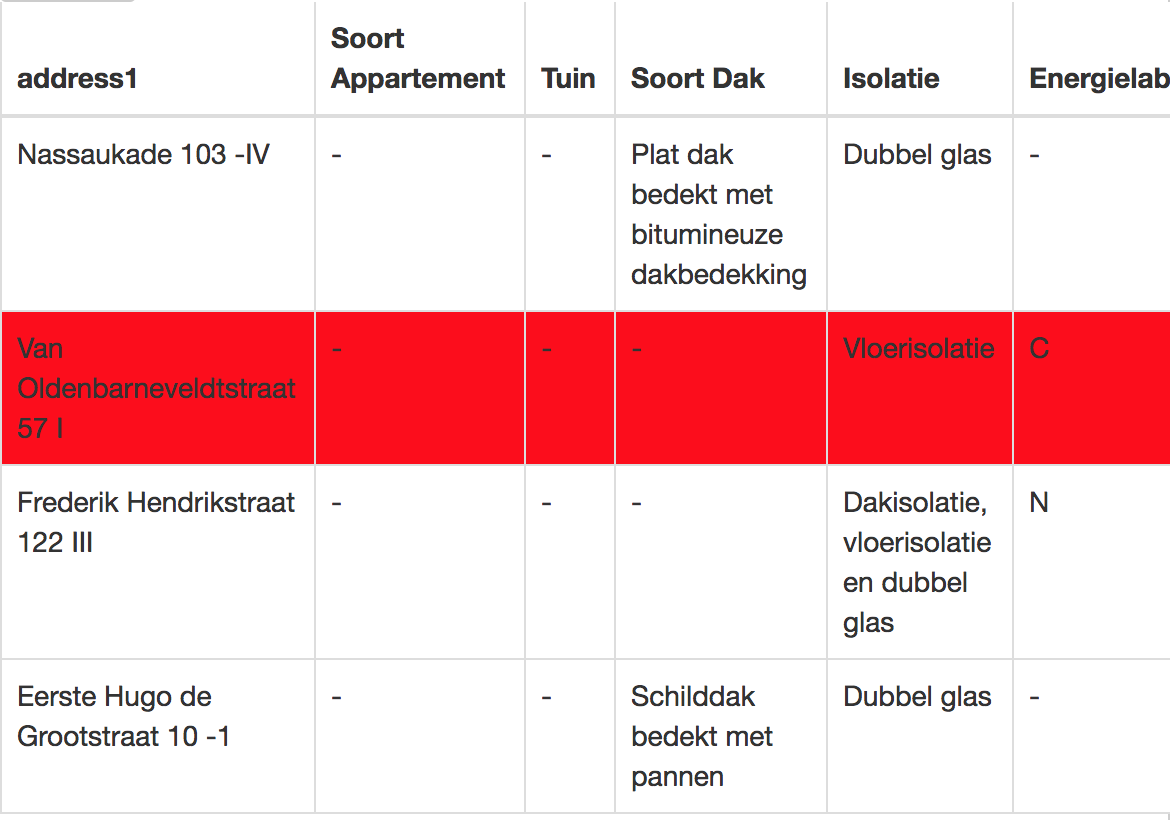 address1
Soort
Appartement
Tuin
Soort Dak
Isolatie
Energielab
Nassaukade 103 -IV
-
-
Plat dak
bedekt met
bitumineuze
dakbedekking
Dubbel glas
-
Van
Oldenbarneveldtstraat
57 I
-
-
-
Vloerisolatie
C
Frederik Hendrikstraat
122 III
-
-
-
Dakisolatie,
vloerisolatie
en dubbel
glas
N
Eerste Hugo de
Grootstraat 10 -1
-
-
Schilddak
bedekt met
pannen
Dubbel glas
-